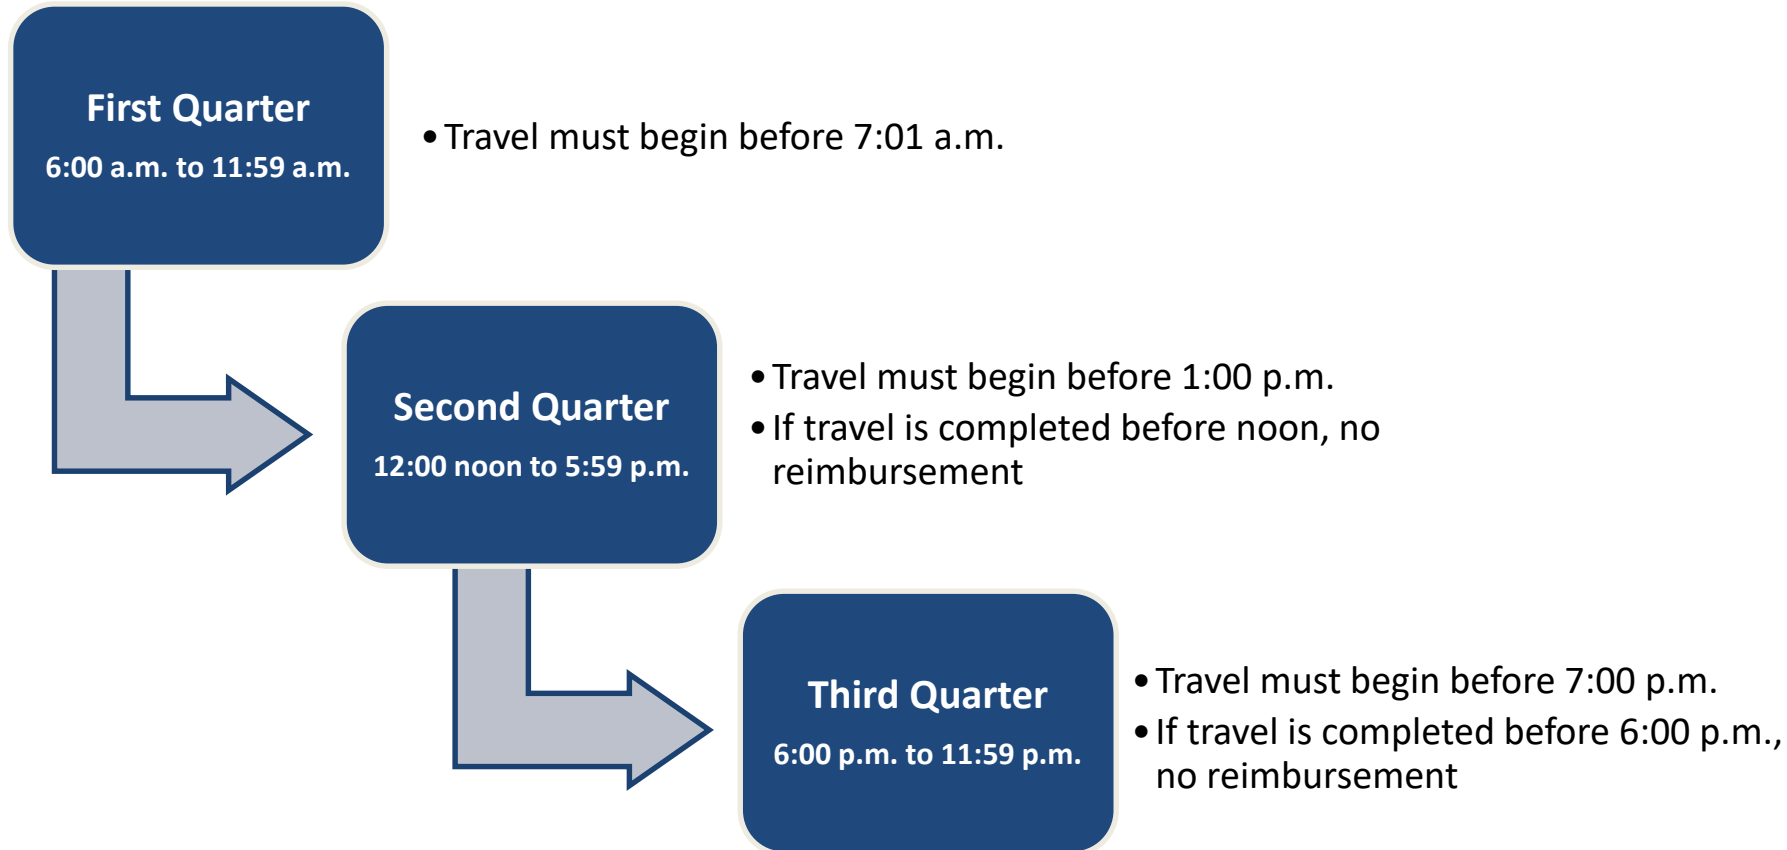 First Quarter
6:00 a.m. to 11:59 a.m.
•Travel must begin before 7:01 a.m.
Second Quarter
12:00 noon to 5:59 p.m.
•Travel must begin before 1:00 p.m.
•If travel is completed before noon, no
reimbursement
Third Quarter
6:00 p.m. to 11:59 p.m.
•Travel must begin before 7:00 p.m.
•If travel is completed before 6:00 p.m.,
no reimbursement